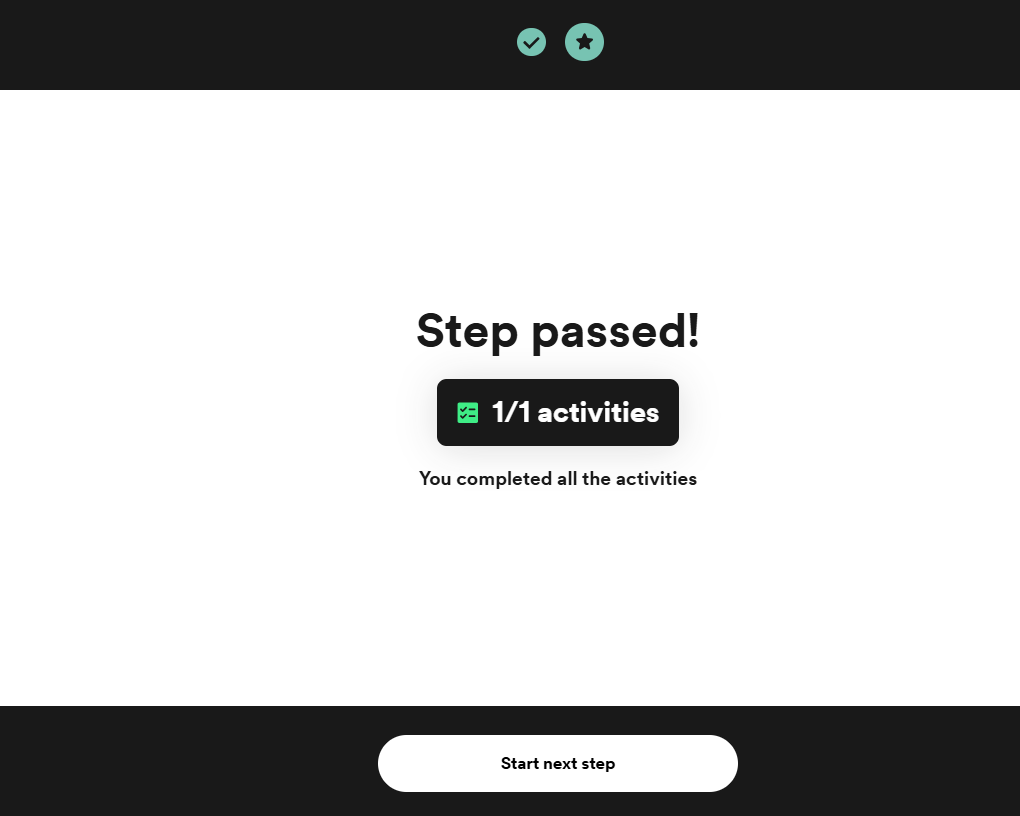 Step passed!
1/1 activities
You completed all the activities
Start next step